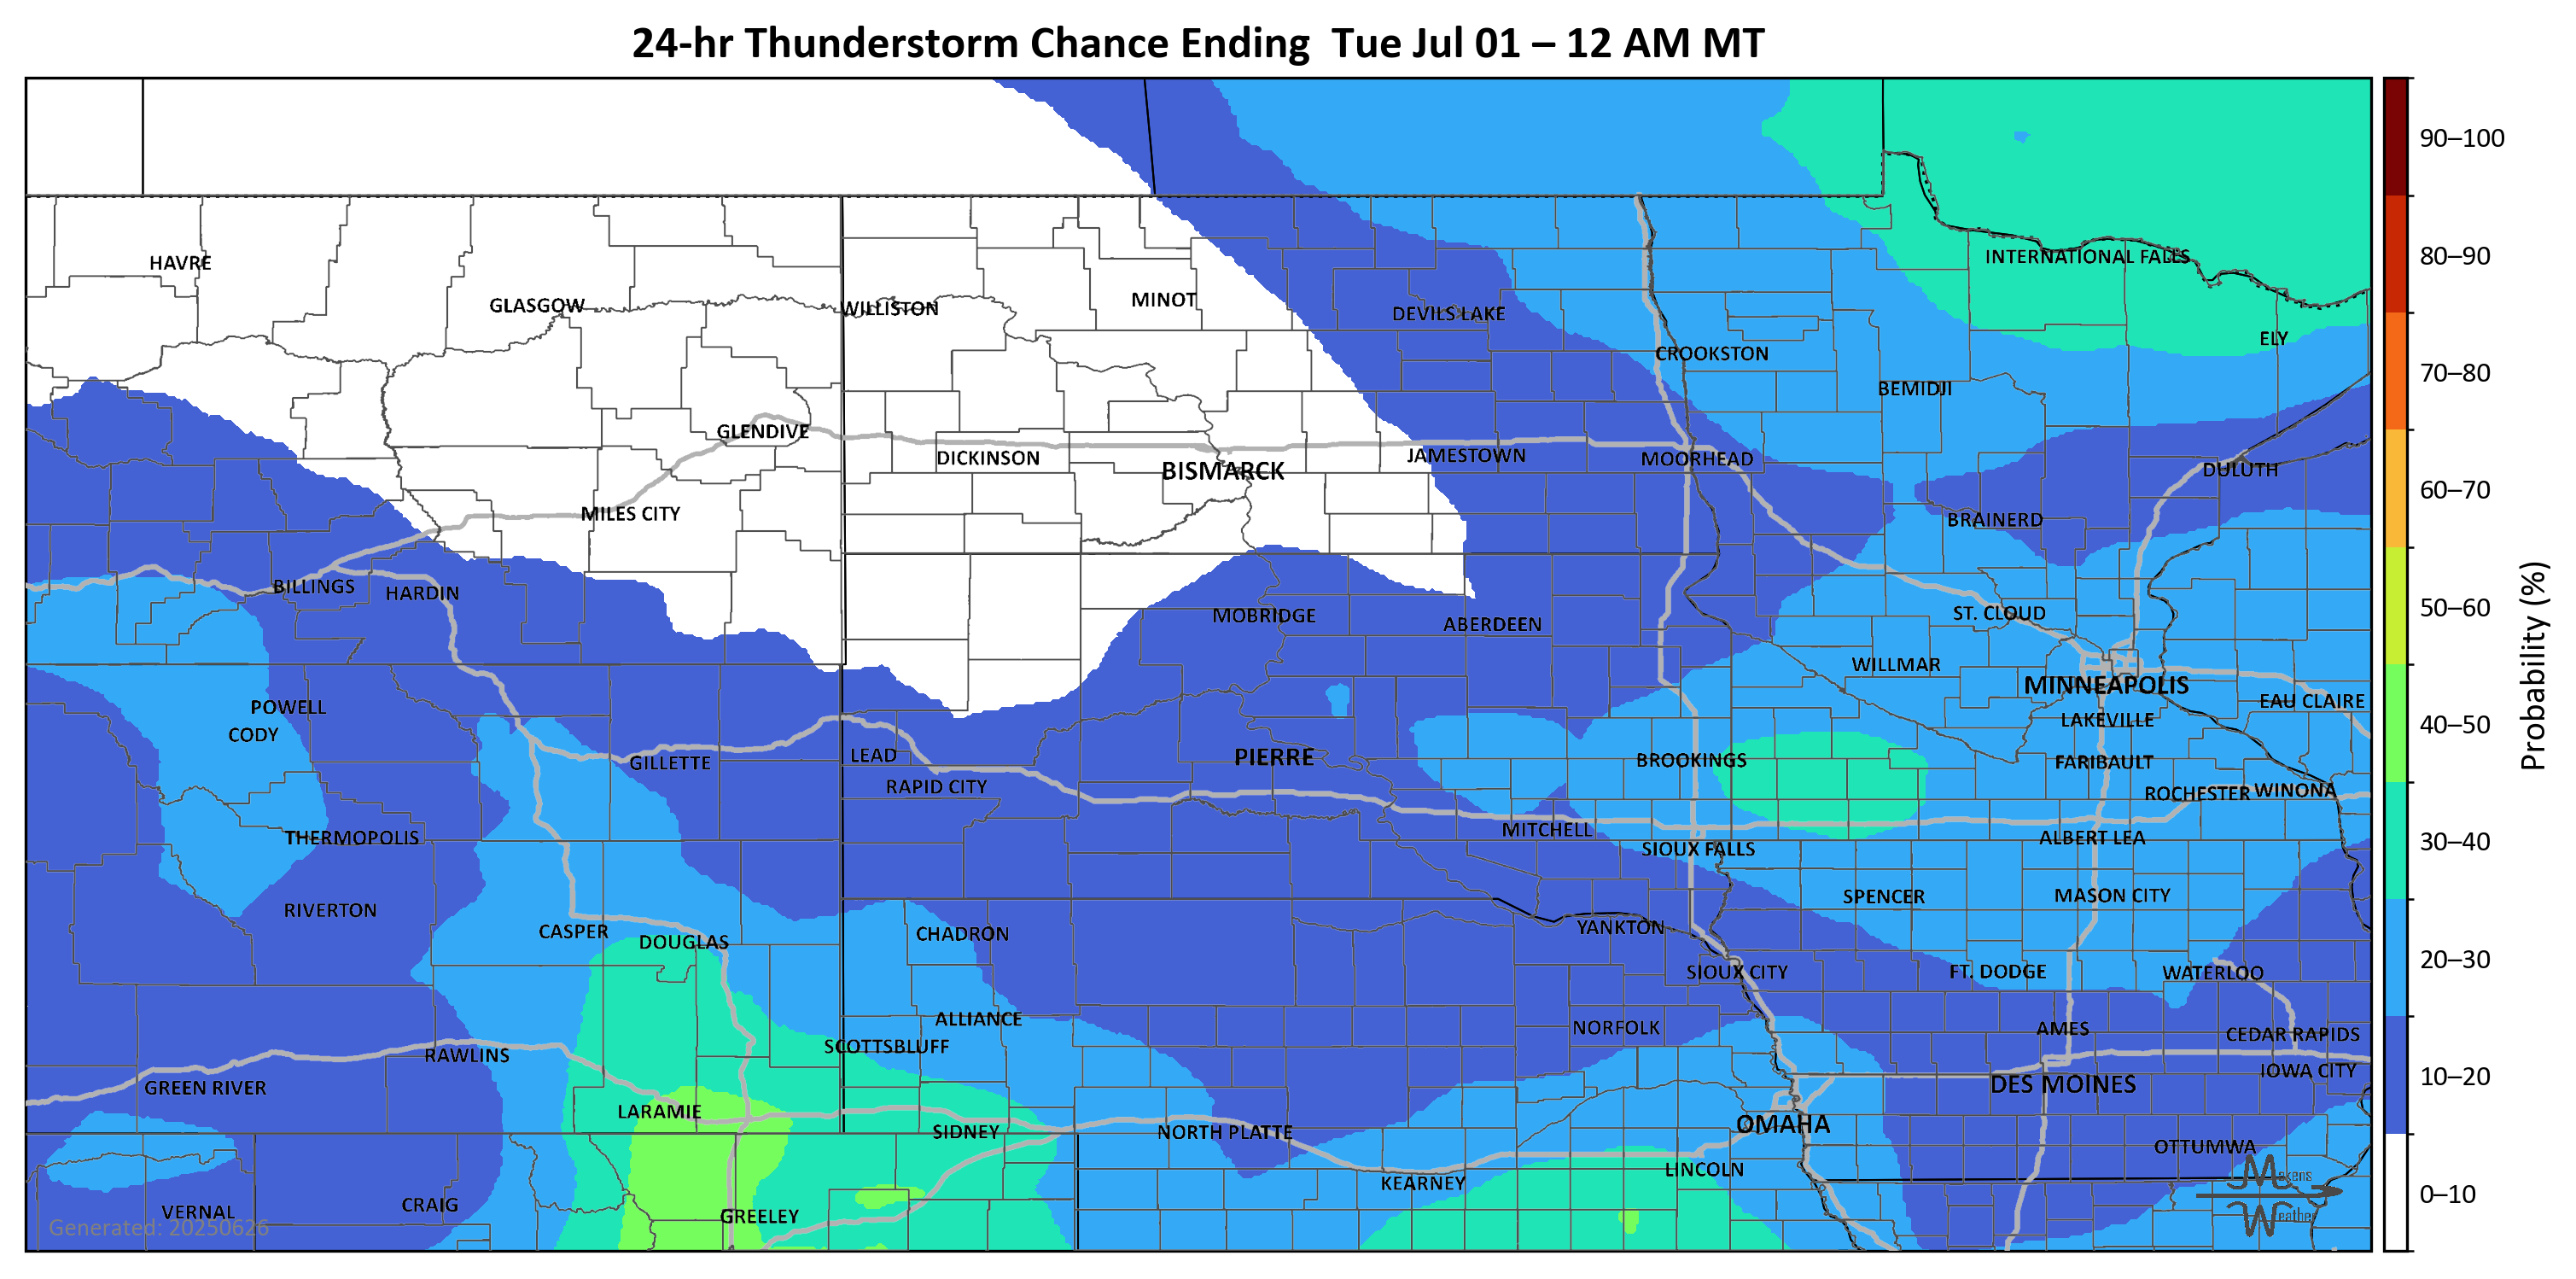 24-hr Thunderstorm Chance Ending  Tue Jul 01 – 12 AM MT
90–100
80–90
70–80
60–70
50–60
40–50
30–40
20–30
10–20
0–10
Probability (%)
HAVRE
INTERNATIONAL FALLS
GLASGOW
WILLISTON
MINOT
DEVILS LAKE
ELY
CROOKSTON
BEMIDJI
GLENDIVE
DICKINSON
BISMARCK
JAMESTOWN
MOORHEAD
DULUTH
MILES CITY
BRAINERD
BILLINGS
HARDIN
MOBRIDGE
ABERDEEN
ST. CLOUD
WILLMAR
MINNEAPOLIS
EAU CLAIRE
POWELL
LAKEVILLE
CODY
GILLETTE
LEAD
PIERRE
BROOKINGS
FARIBAULT
RAPID CITY
ROCHESTER
WINONA
THERMOPOLIS
MITCHELL
ALBERT LEA
SIOUX FALLS
RIVERTON
SPENCER
MASON CITY
CASPER
DOUGLAS
CHADRON
YANKTON
SIOUX CITY
FT. DODGE
WATERLOO
ALLIANCE
NORFOLK
AMES
CEDAR RAPIDS
SCOTTSBLUFF
RAWLINS
GREEN RIVER
DES MOINES
IOWA CITY
LARAMIE
OMAHA
SIDNEY
NORTH PLATTE
OTTUMWA
LINCOLN
KEARNEY
Makens
Weather
VERNAL
CRAIG
GREELEY
Generated: 20250626